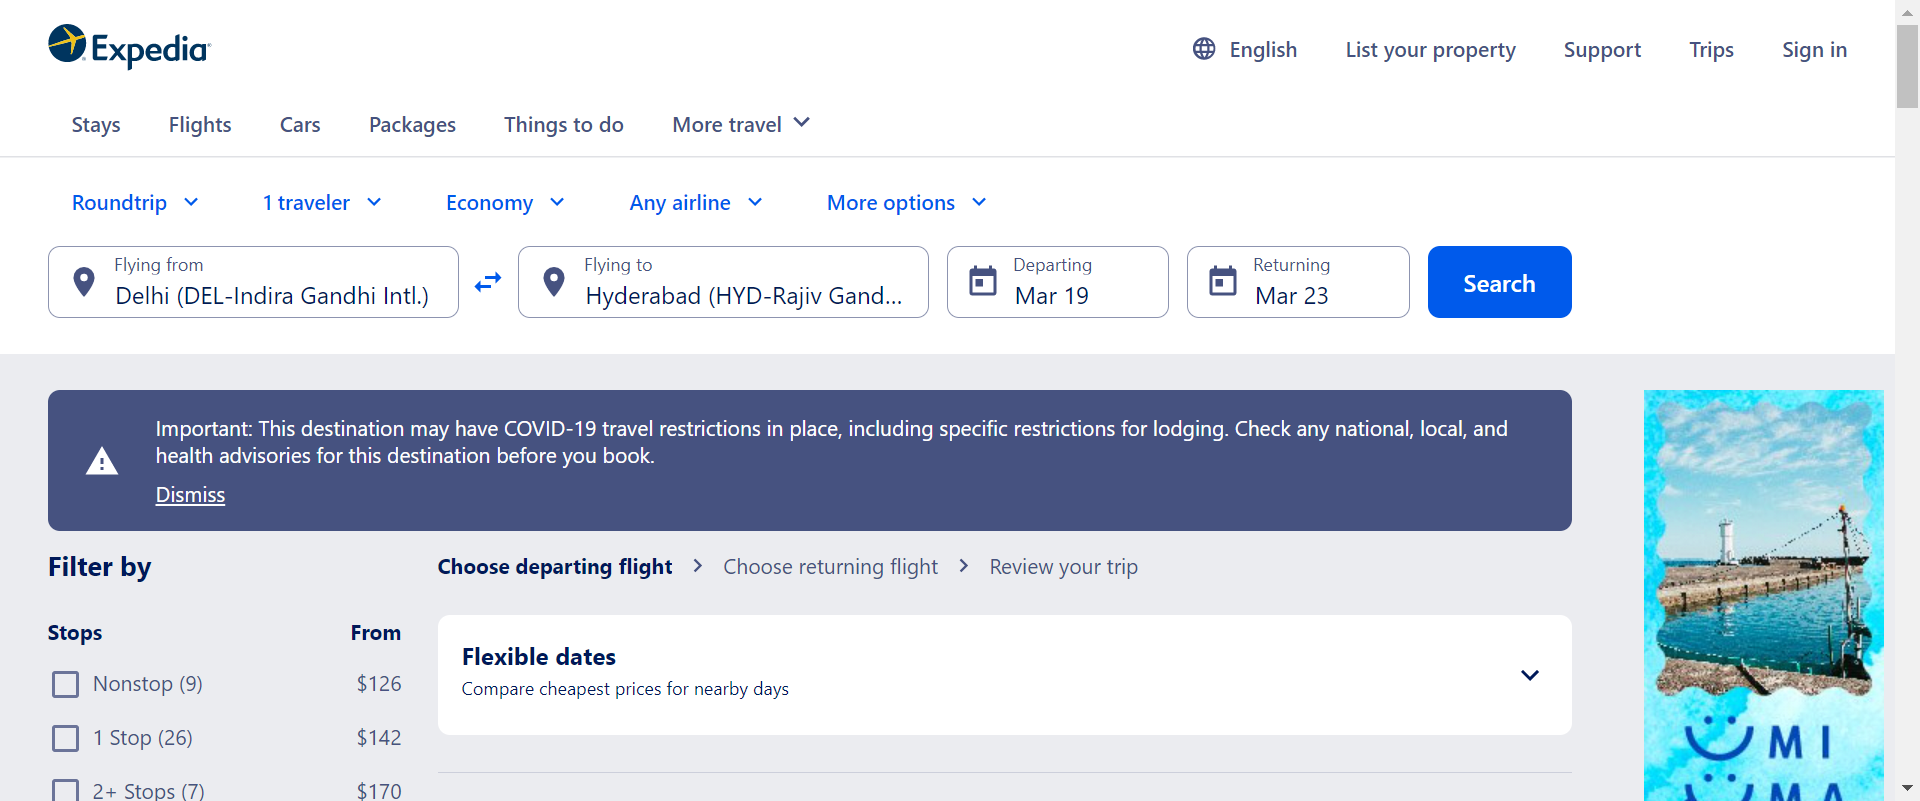 Expedia
English
List your property
Support
Trips
Sign in
Stays
Flights
Cars
Packages
Things to do
More travel
Roundtrip
1 traveler
Economy
Any airline
More options
Flying from
Delhi (DEL-Indira Gandhi Intl.)
Flying to
Hyderabad (HYD-Rajiv Gand...
Departing
Mar 19
Returning
Mar 23
Search
Important: This destination may have COVID-19 travel restrictions in place, including specific restrictions for lodging. Check any national, local, and
health advisories for this destination before you book.
Dismiss
Filter by
Choose departing flight
Choose returning flight
Review your trip
Stops
From
Nonstop (9)
$126
1 Stop (26)
$142
2+ Stops (7)
$170
Flexible dates
Compare cheapest prices for nearby days
MI
MA